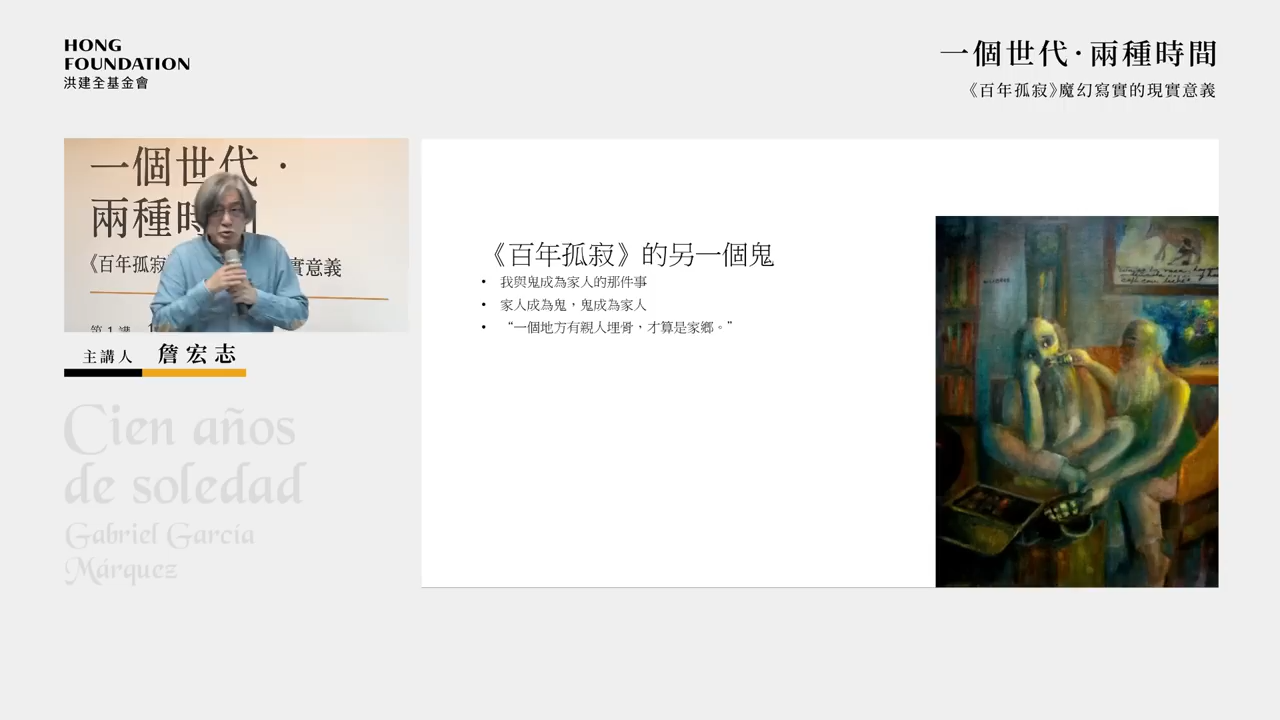 HONG
FOUNDATION
洪建全基金會
一個世代·兩種時間
《百年孤寂》魔幻寫實的現實意義
一個世代·
兩種時
《百年孤寂
實意義
第1講
主講人 詹宏志
Cien años
de soledad
Gabriel García
Márquez
《百年孤寂》的另一個鬼
• 我與鬼成為家人的那件事
• 家人成為鬼，鬼成為家人
• “一個地方有親人埋骨，才算是家鄉。”